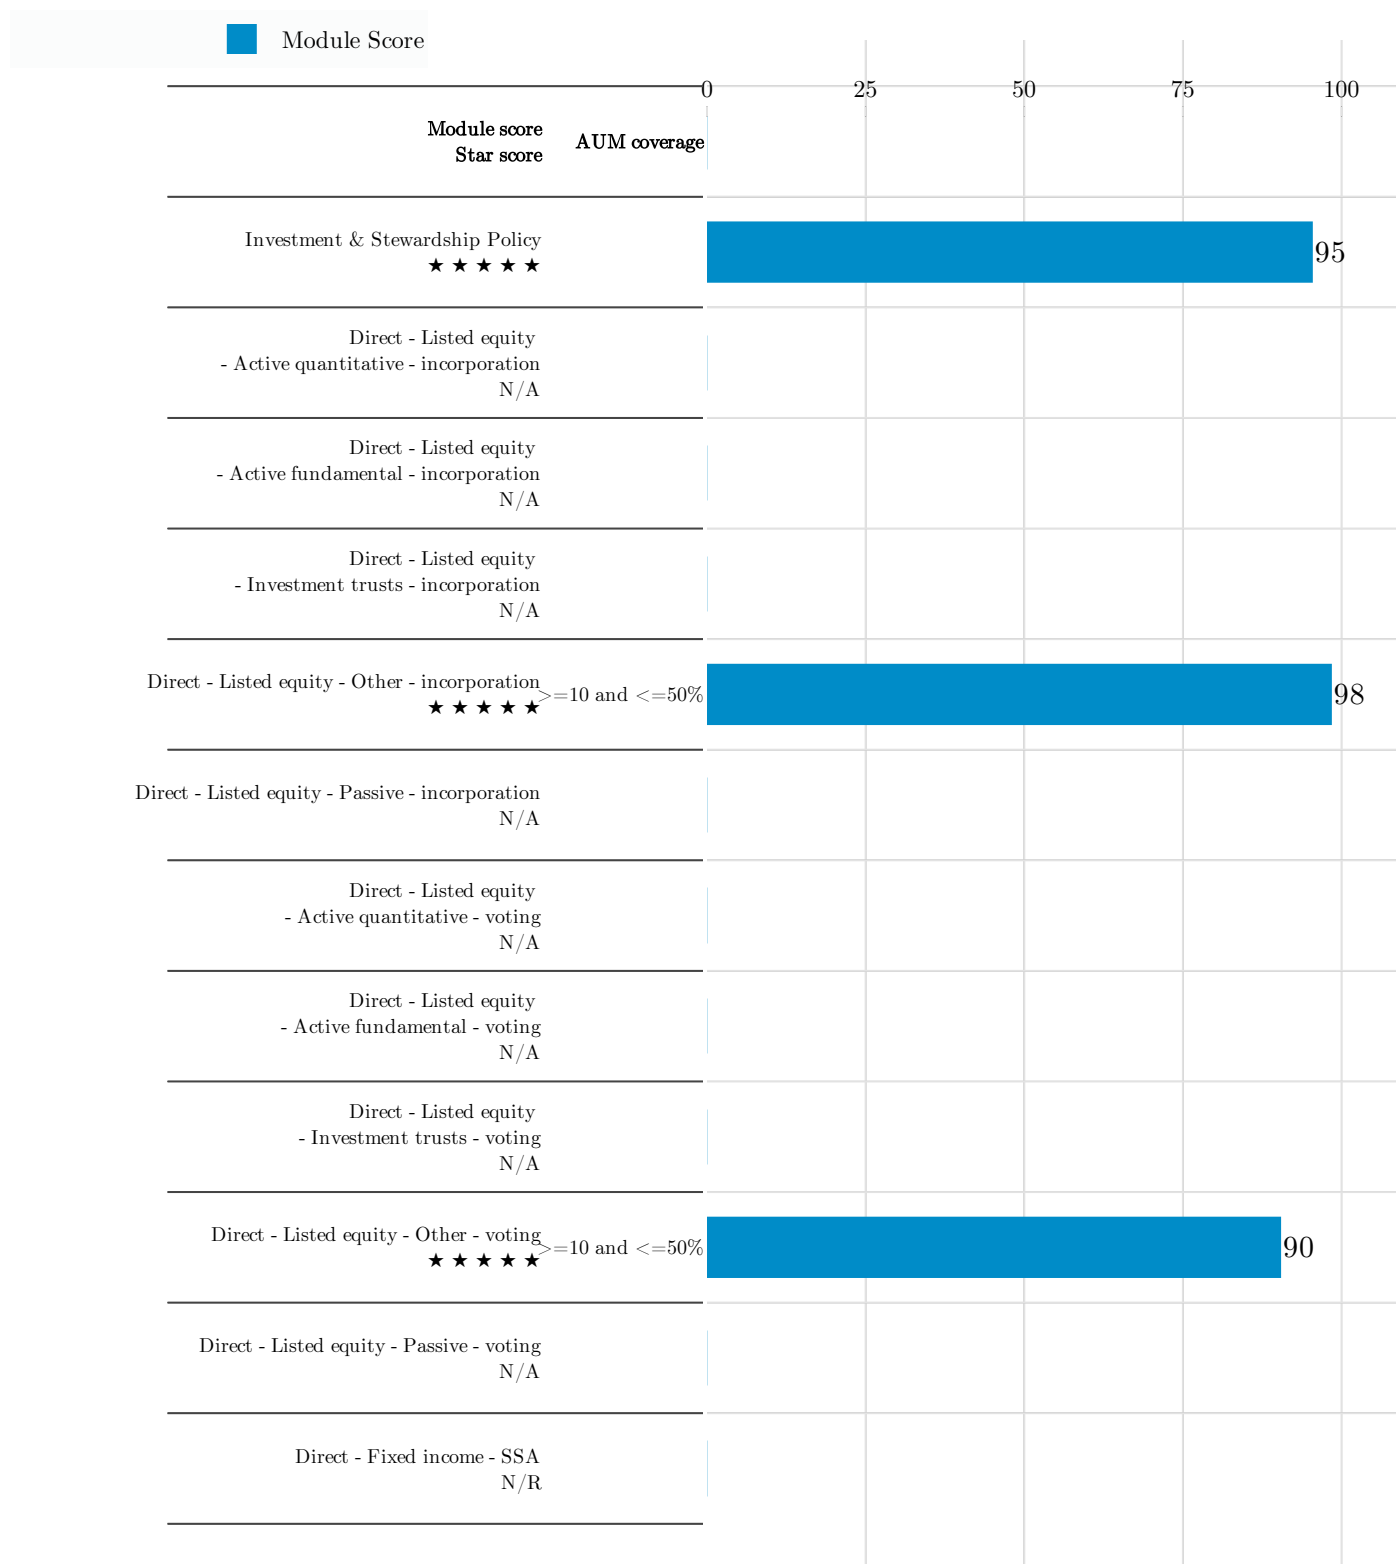 Module Score
0 25 50 75 100
Module score
Star score
AUM coverage
Investment & Stewardship Policy
★ ★ ★ ★ ★
95
Direct - Listed equity
- Active quantitative - incorporation
N/A
Direct - Listed equity
- Active fundamental - incorporation
N/A
Direct - Listed equity
- Investment trusts - incorporation
N/A
Direct - Listed equity - Other - incorporation
★ ★ ★ ★ ★
>=10 and <=50%
98
Direct - Listed equity - Passive - incorporation
N/A
Direct - Listed equity
- Active quantitative - voting
N/A
Direct - Listed equity
- Active fundamental - voting
N/A
Direct - Listed equity
- Investment trusts - voting
N/A
Direct - Listed equity - Other - voting
★ ★ ★ ★ ★
>=10 and <=50%
90
Direct - Listed equity - Passive - voting
N/A
Direct - Fixed income - SSA
N/R